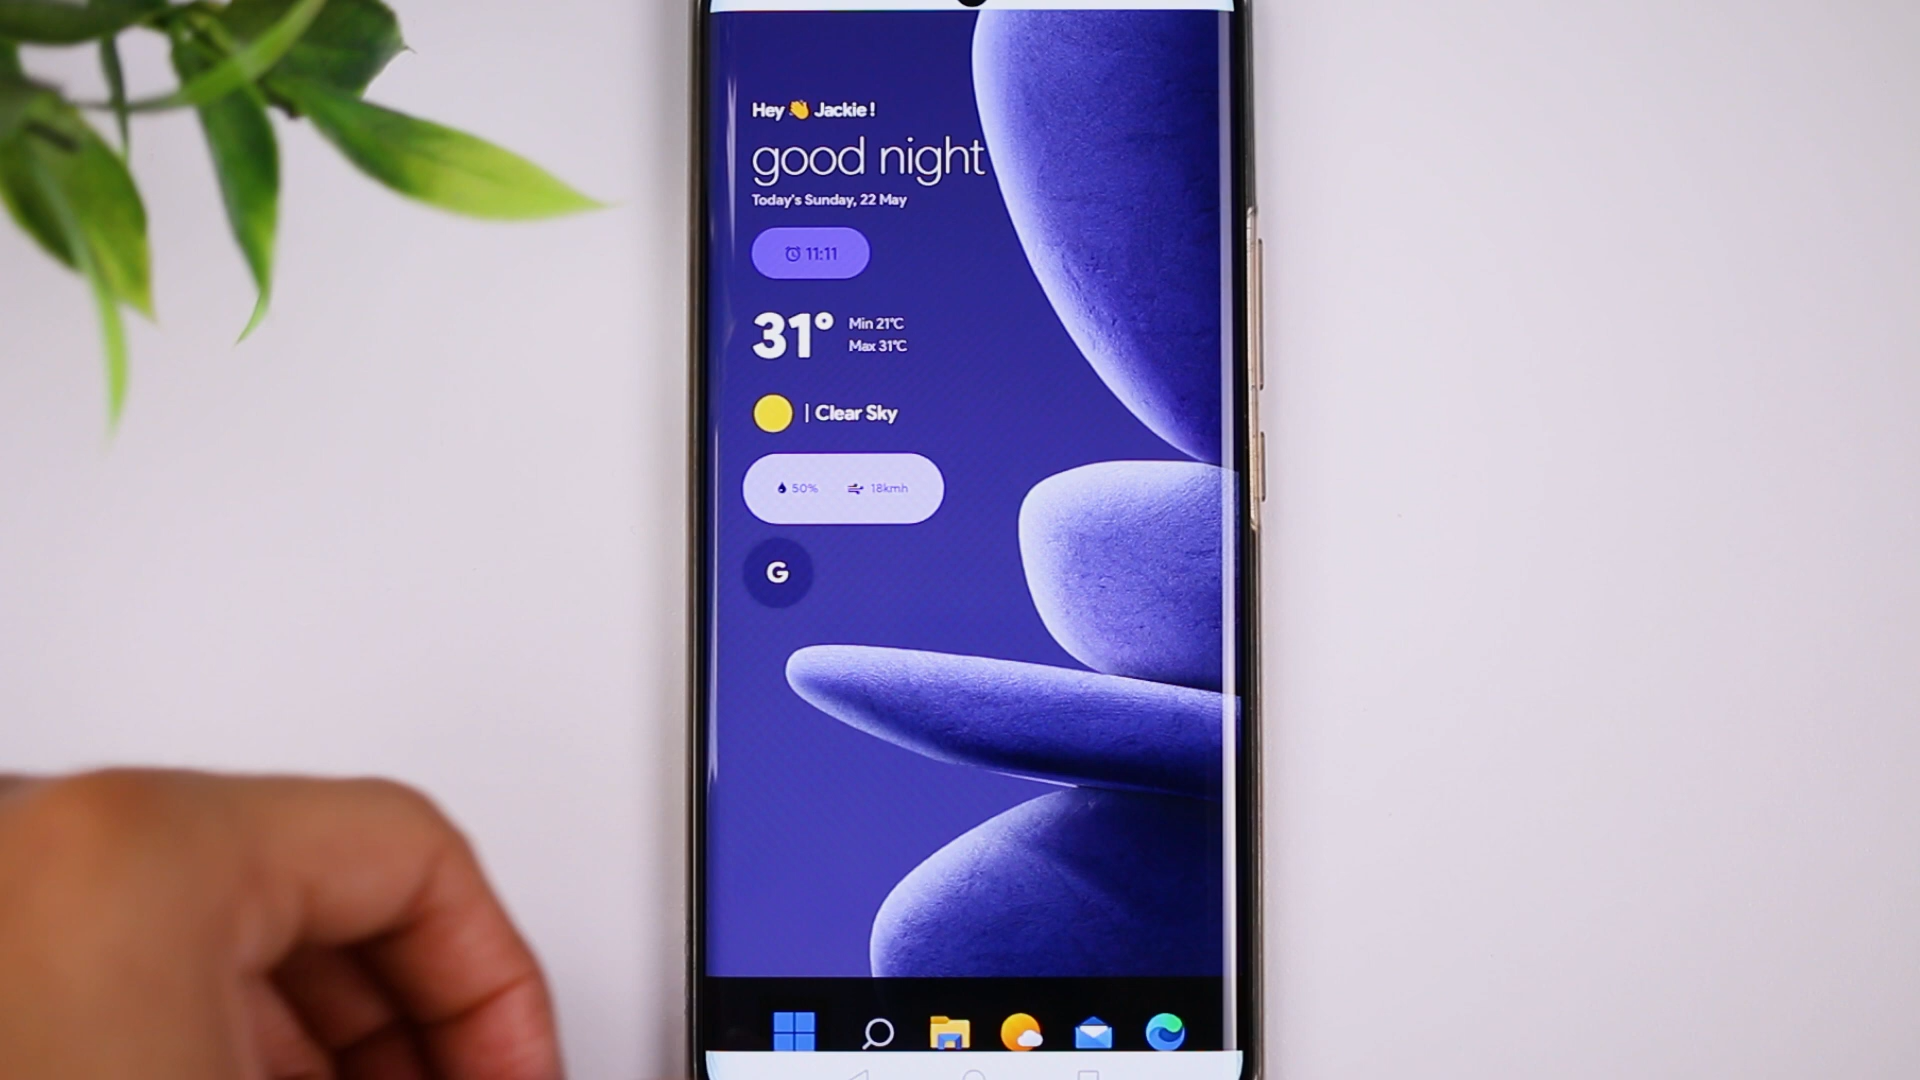 Hey 👋 Jackie !
good night
Today's Sunday, 22 May
11:11
31°
Min 21°C
Max 31°C
| Clear Sky
50% 18kmh
G